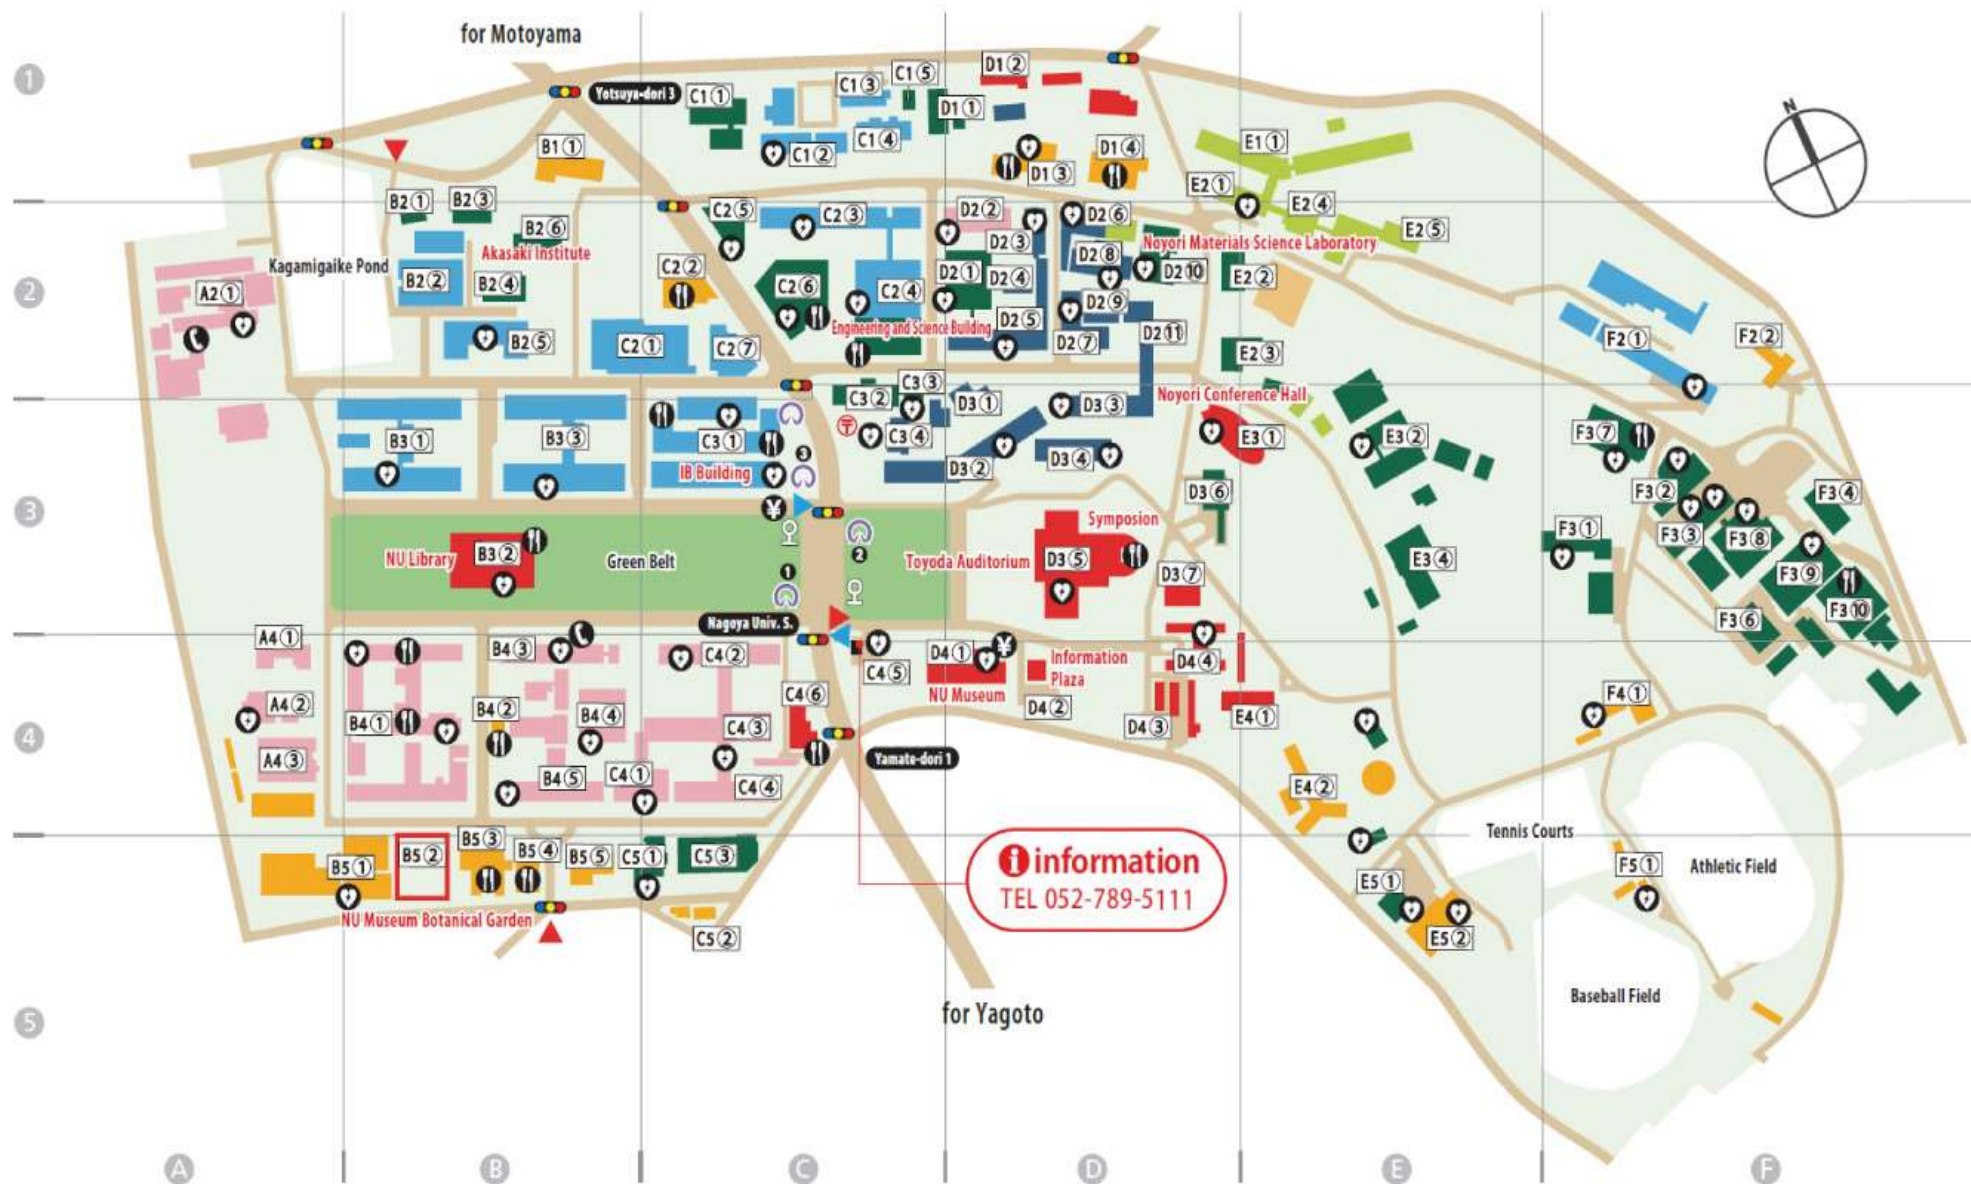 for Motoyama
1
Yotsuya-dori 3
C1①
C1③
C1⑤
D1②
D1①
C1②
C1④
B1①
D1③
D1④
E1①
N
B2①
B2③
B2⑥
Akasaki Institute
Kagamigaike Pond
A2①
B2②
B2④
B2⑤
C2⑤
C2③
C2②
C2⑥
C2④
Engineering and Science Building
C2①
C2⑦
D2②
D2③
D2①
D2④
D2⑤
D2⑥
D2⑧
D2⑨
D2⑦
D2⑩
D2⑪
Noyori Materials Science Laboratory
E2①
E2④
E2⑤
E2②
E2③
F2①
F2②
2
B3①
B3③
C3①
IB Building
C3③
C3②
C3④
D3①
D3②
D3③
D3④
Noyori Conference Hall
E3①
E3②
D3⑥
F3⑦
F3②
F3③
F3⑧
F3④
F3①
F3⑨
F3⑩
F3⑥
E3④
3
3
NU Library
B3②
Green Belt
1
2
Toyoda Auditorium
Symposion
D3⑤
D3⑦
Nagoya Univ. S.
A4①
A4②
A4③
B4①
B4③
B4②
B4④
B4⑤
C4②
C4③
C4①
C4④
C4⑥
C4⑤
D4①
NU Museum
Information
Plaza
D4②
D4④
D4③
E4①
E4②
F4①
4
Yamate-dori 1
B5①
B5②
B5③
B5④
B5⑤
C5①
C5③
C5②
NU Museum Botanical Garden
information
TEL 052-789-5111
Tennis Courts
E5①
E5②
F5①
Athletic Field
Baseball Field
for Yagoto
5
A
B
C
D
E
F